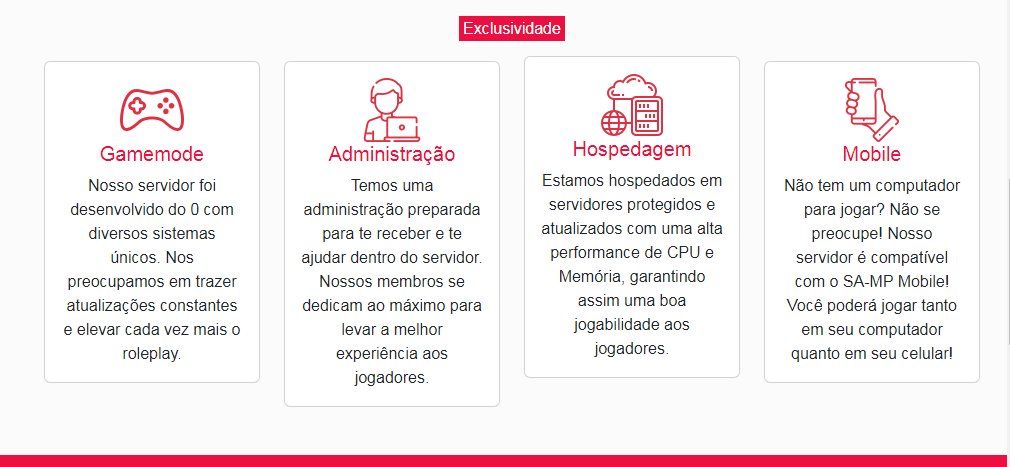 Exclusividade
Gamemode
Nosso servidor foi
desenvolvido do 0 com
diversos sistemas
únicos. Nos
preocupamos em trazer
atualizações constantes
e elevar cada vez mais o
roleplay.
Administração
Temos uma
administração preparada
para te receber e te
ajudar dentro do servidor.
Nossos membros se
dedicam ao máximo para
levar a melhor
experiência aos
jogadores.
Hospedagem
Estamos hospedados em
servidores protegidos e
atualizados com uma alta
performance de CPU e
Memória, garantindo
assim uma boa
jogabilidade aos
jogadores.
Mobile
Não tem um computador
para jogar? Não se
preocupe! Nosso
servidor é compatível
com o SA-MP Mobile!
Você poderá jogar tanto
em seu computador
quanto em seu celular!